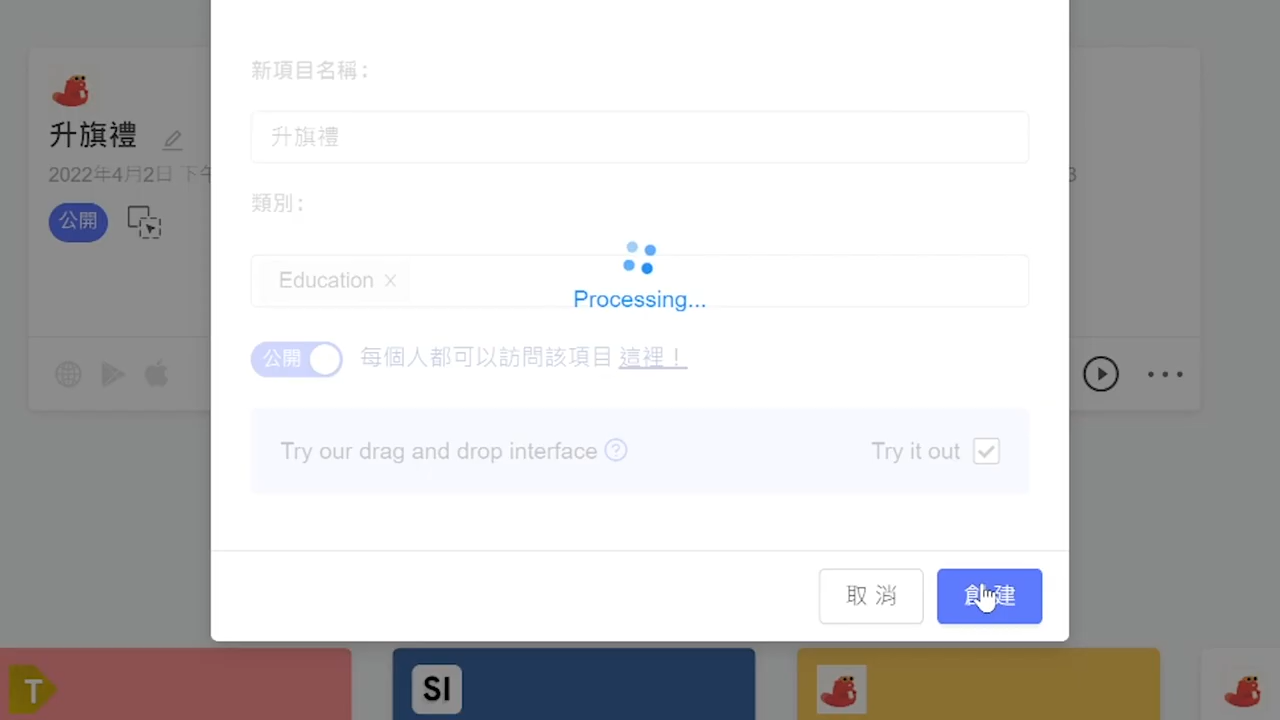 新項目名稱:
升旗禮
升旗禮
2022年4月2日 下午
3
類別:
公開
Education ×
Processing...
公開
每個人都可以訪問該項目 這裡！
Try our drag and drop interface ?
Try it out
取消
創建
T
SI